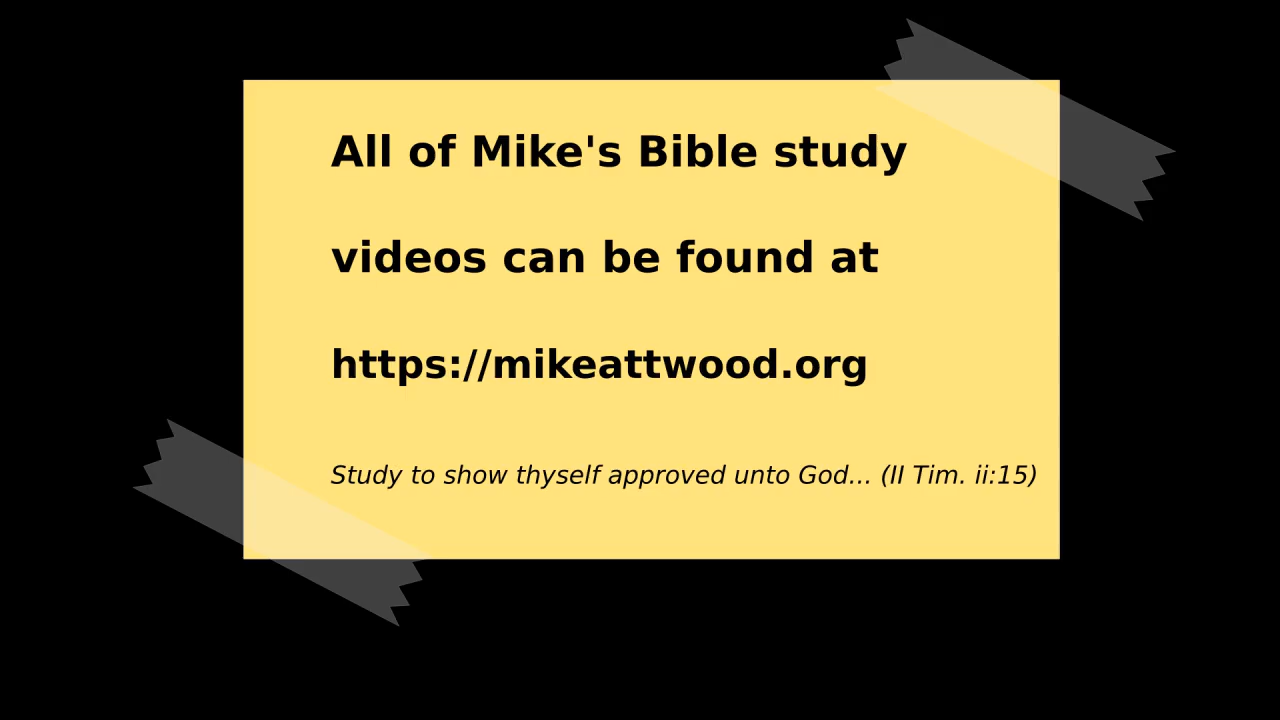 All of Mike's Bible study
videos can be found at
https://mikeattwood.org
Study to show thyself approved unto God... (II Tim. ii:15)